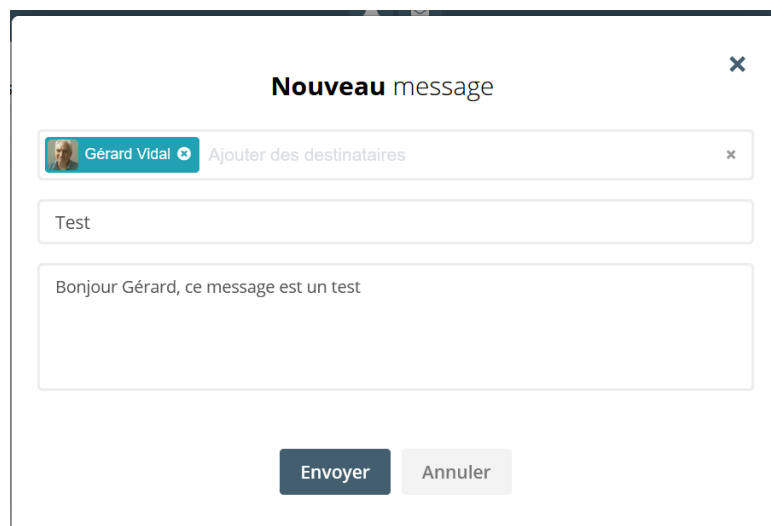 Nouveau message
Gérard Vidal Ajouter des destinataires
Test
Bonjour Gérard, ce message est un test
Envoyer Annuler